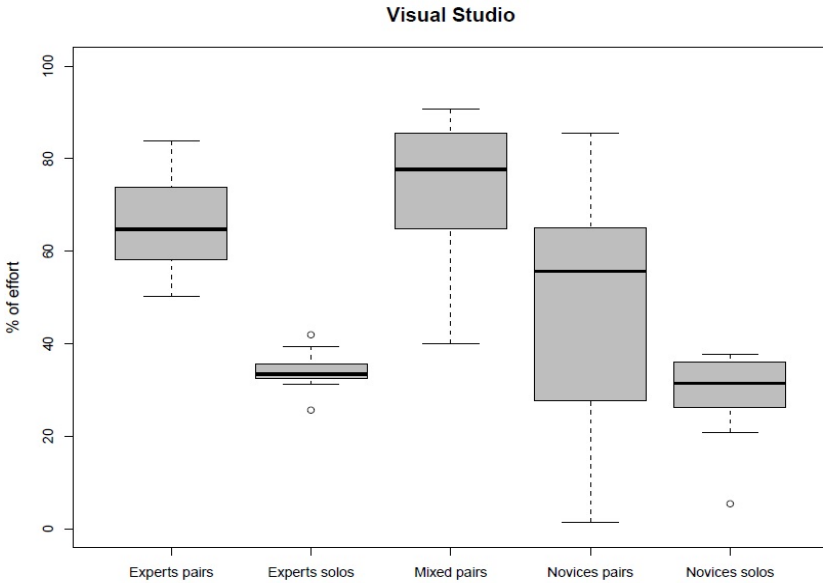 Visual Studio
% of effort
100
80
60
40
20
0
Experts pairs
Experts solos
Mixed pairs
Novices pairs
Novices solos